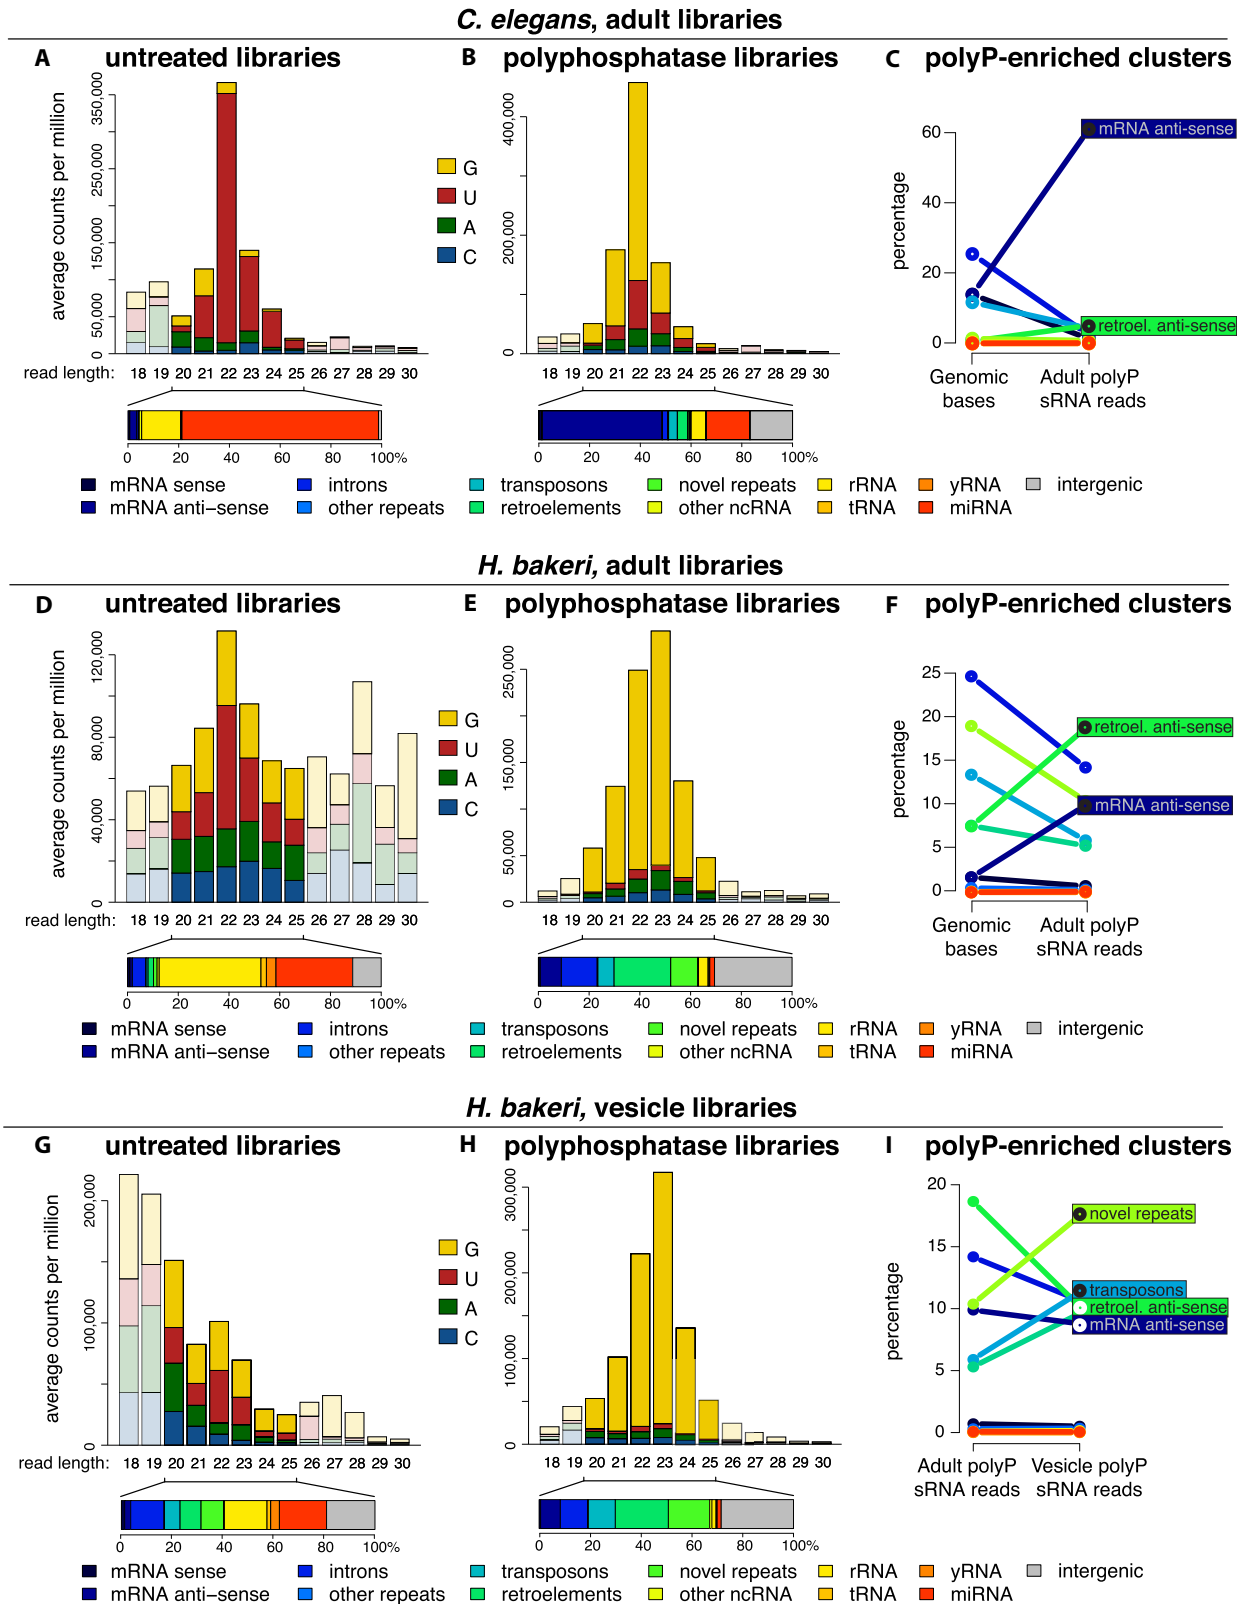 C. elegans, adult libraries
A untreated libraries
B polyphosphatase libraries
C polyP-enriched clusters
average counts per million
0
50,000
150,000
250,000
350,000
read length: 18 19 20 21 22 23 24 25 26 27 28 29 30
0 20 40 60 80 100%
G
U
A
C
0
200,000
400,000
18 19 20 21 22 23 24 25 26 27 28 29 30
0 20 40 60 80 100%
percentage
60
40
20
0
mRNA anti-sense
retroel. anti-sense
Genomic bases
Adult polyP sRNA reads
mRNA sense introns transposons novel repeats rRNA yRNA intergenic
mRNA anti-sense other repeats retroelements other ncRNA tRNA miRNA
H. bakeri, adult libraries
D untreated libraries
E polyphosphatase libraries
F polyP-enriched clusters
average counts per million
0
40,000
80,000
120,000
read length: 18 19 20 21 22 23 24 25 26 27 28 29 30
0 20 40 60 80 100%
G
U
A
C
0
50,000
150,000
250,000
18 19 20 21 22 23 24 25 26 27 28 29 30
0 20 40 60 80 100%
percentage
25
20
15
10
5
0
retroel. anti-sense
mRNA anti-sense
Genomic bases
Adult polyP sRNA reads
mRNA sense introns transposons novel repeats rRNA yRNA intergenic
mRNA anti-sense other repeats retroelements other ncRNA tRNA miRNA
H. bakeri, vesicle libraries
G untreated libraries
H polyphosphatase libraries
I polyP-enriched clusters
average counts per million
0
100,000
200,000
read length: 18 19 20 21 22 23 24 25 26 27 28 29 30
0 20 40 60 80 100%
G
U
A
C
0
100,000
200,000
300,000
18 19 20 21 22 23 24 25 26 27 28 29 30
0 20 40 60 80 100%
percentage
20
15
10
5
0
novel repeats
transposons
retroel. anti-sense
mRNA anti-sense
Adult polyP sRNA reads
Vesicle polyP sRNA reads
mRNA sense introns transposons novel repeats rRNA yRNA intergenic
mRNA anti-sense other repeats retroelements other ncRNA tRNA miRNA